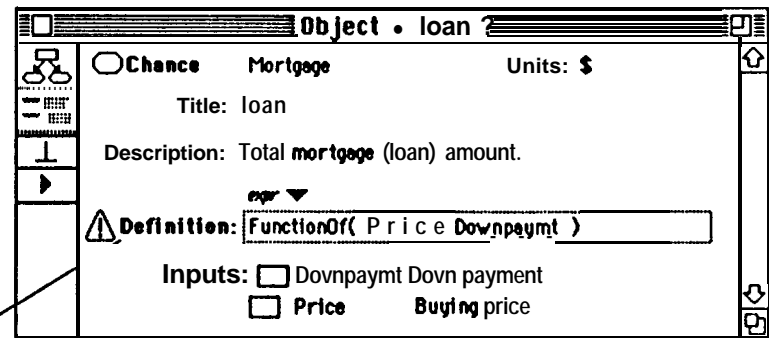 Object • loan ?
Chance Mortgage Units: $
Title: loan
Description: Total mortgage (loan) amount.
expr
Definition: FunctionOf( Price Downpaymt )
Inputs: Dovnpaymt Dovn payment
Price Buying price